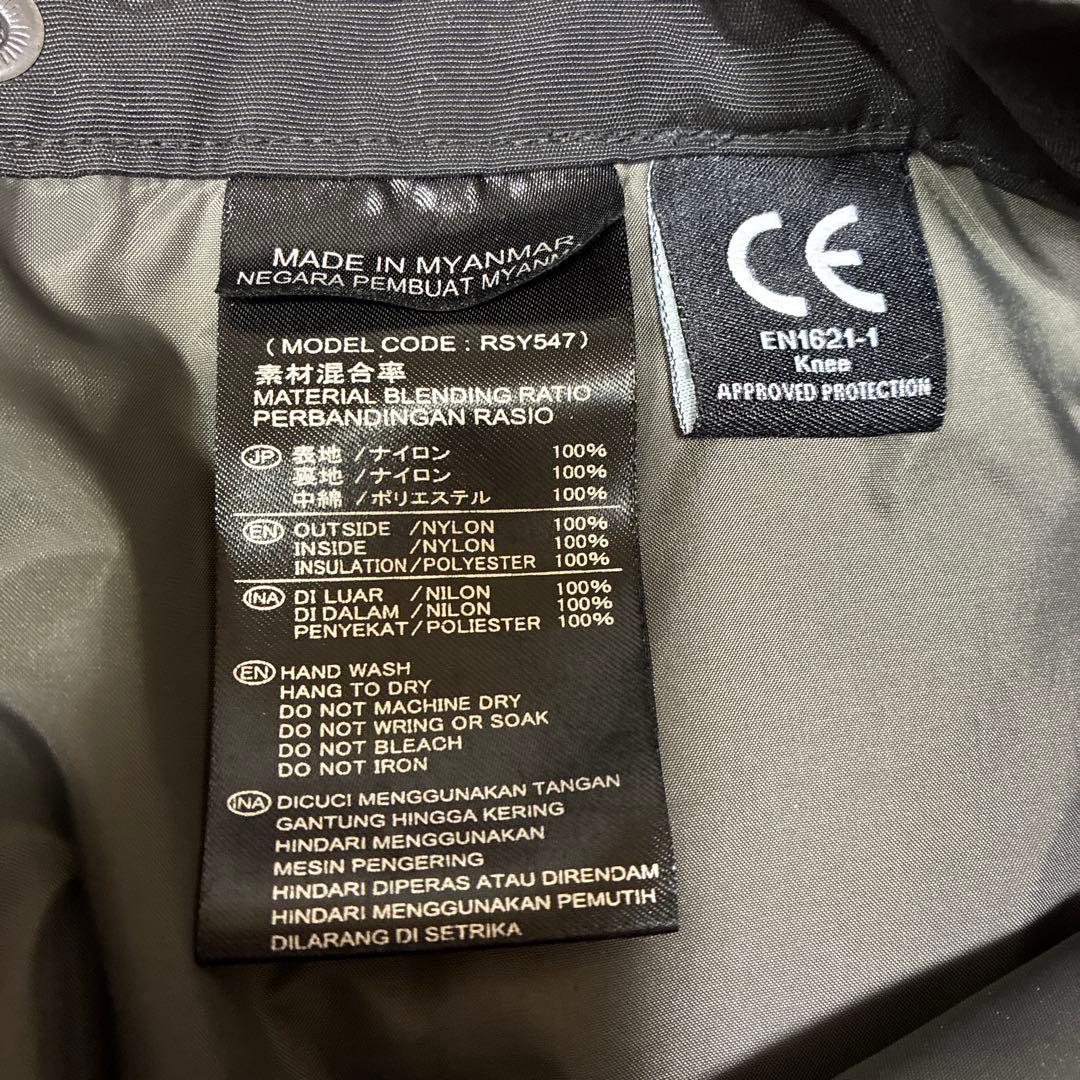 MADE IN MYANMAR
NEGARA PEMBUAT
( MODEL CODE : RSY547 )
素材混合率
MATERIAL BLENDING RATIO
PERBANDINGAN RASIO
JP 表地 /ナイロン 100%
裏地 /ナイロン 100%
中綿 /ポリエステル 100%
EN OUTSIDE /NYLON 100%
INSIDE /NYLON 100%
INSULATION/POLYESTER 100%
INA DI LUAR /NILON 100%
DI DALAM /NILON 100%
PENYEKAT/POLIESTER 100%
EN HAND WASH
HANG TO DRY
DO NOT MACHINE DRY
DO NOT WRING OR SOAK
DO NOT BLEACH
DO NOT IRON
INA DICUCI MENGGUNAKAN TANGAN
GANTUNG HINGGA KERING
HINDARI MENGGUNAKAN
MESIN PENGERING
HINDARI DIPERAS ATAU DIRENDAM
HINDARI MENGGUNAKAN PEMUTIH
DILARANG DI SETRIKA
CE
EN1621-1
Knee
APPROVED PROTECTION